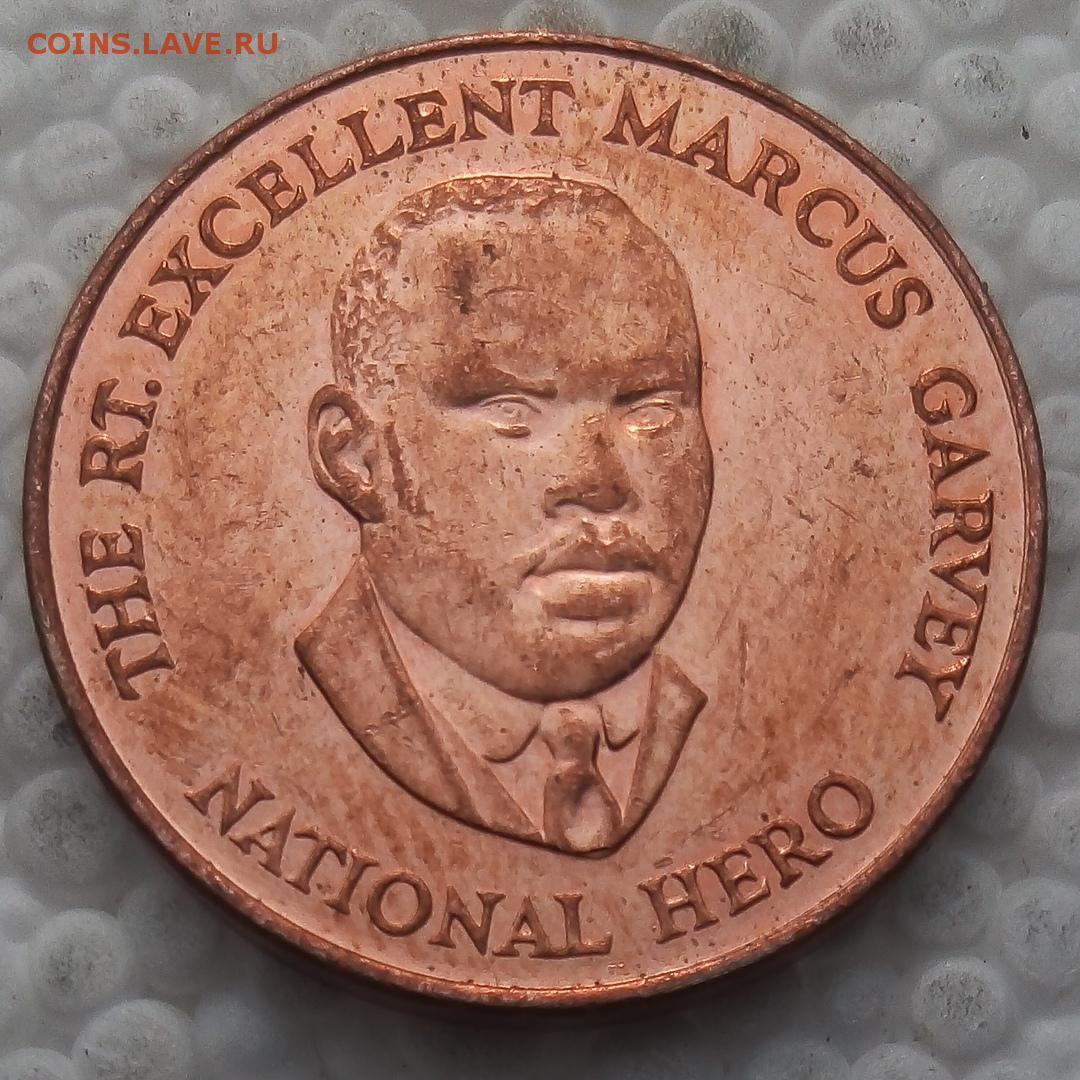 COINS.LAVE.RU
THE RT. EXCELLENT MARCUS GARVEY
NATIONAL HERO